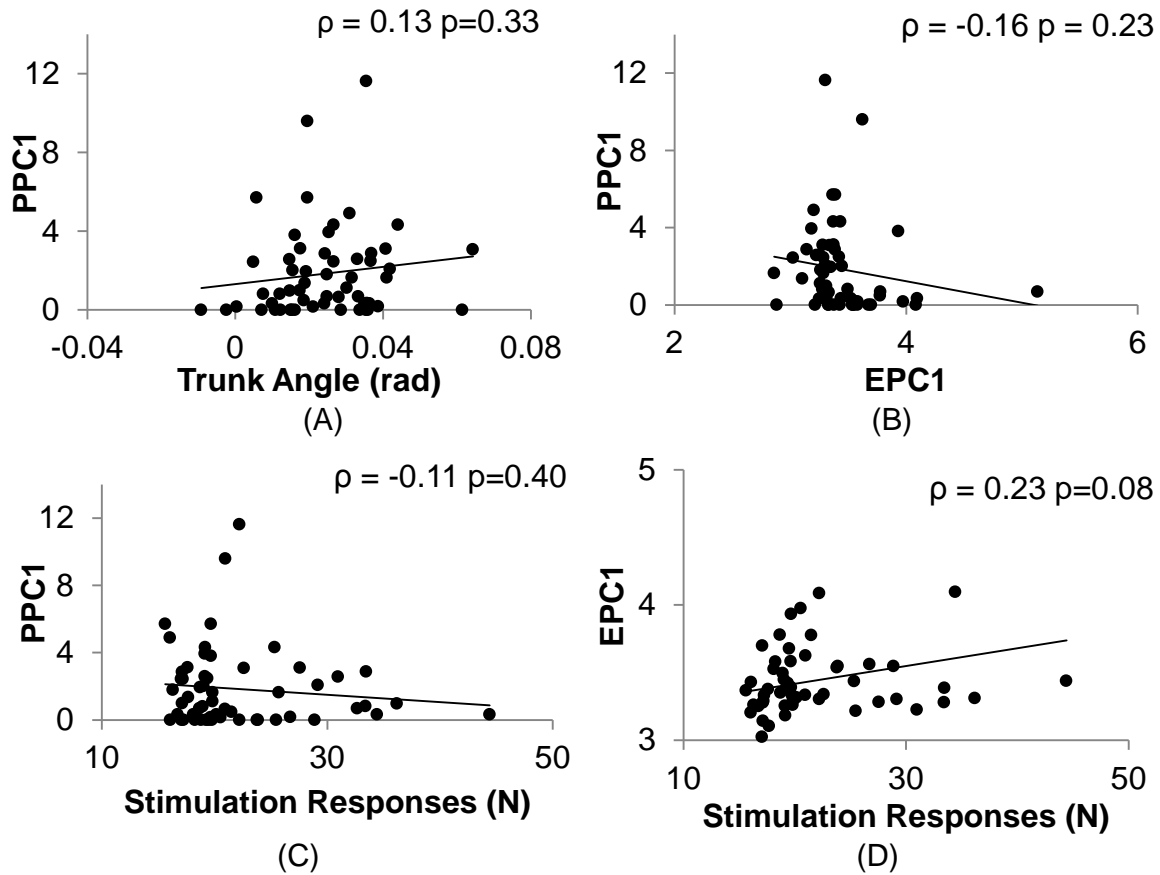 ρ = 0.13 p=0.33
12
8
4
0
PPC1
-0.04 0 0.04 0.08
Trunk Angle (rad)
(A)
ρ = -0.16 p = 0.23
12
8
4
0
PPC1
2 4 6
EPC1
(B)
ρ = -0.11 p=0.40
12
8
4
0
PPC1
10 30 50
Stimulation Responses (N)
(C)
ρ = 0.23 p=0.08
5
4
3
EPC1
10 30 50
Stimulation Responses (N)
(D)